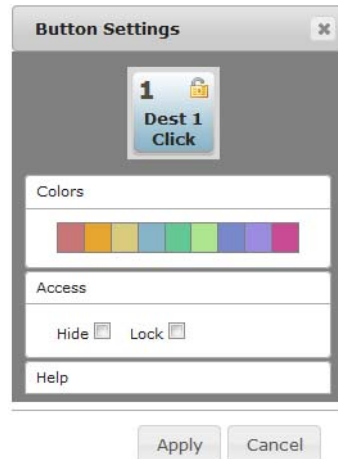 Button Settings
1
Dest 1
Click
Colors
Access
Hide Lock
Help
Apply Cancel